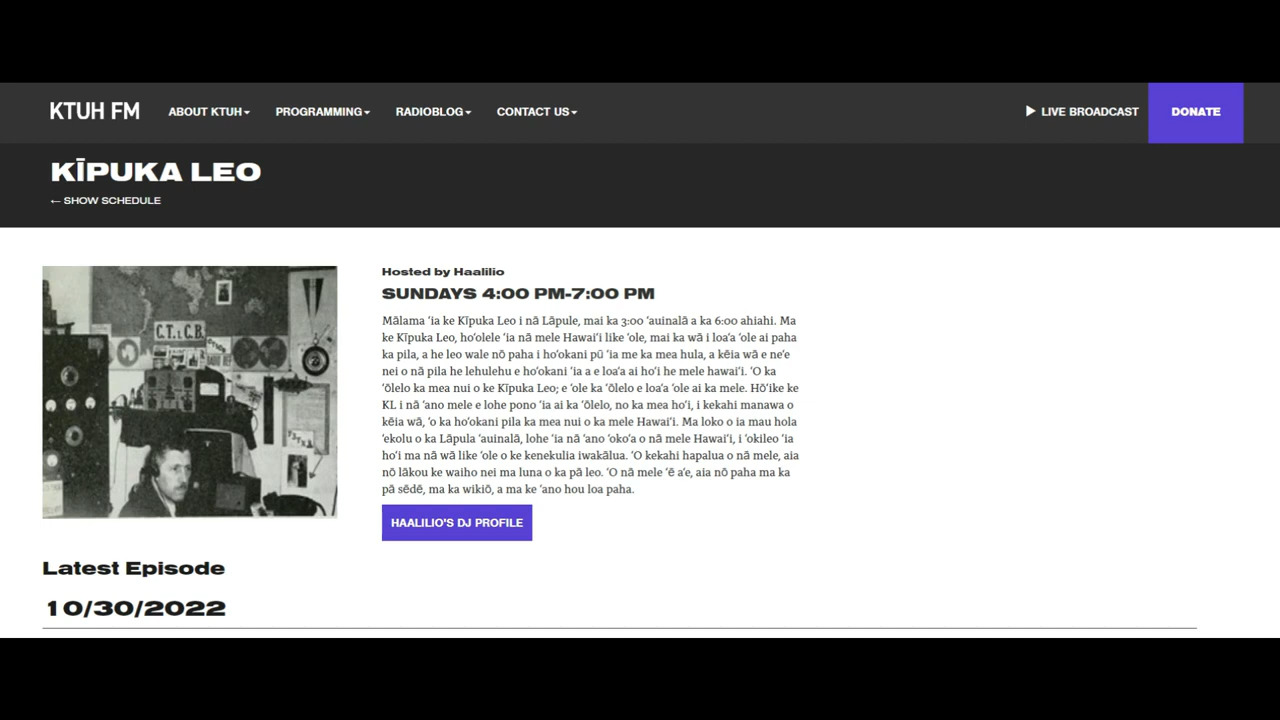 KTUH FM ABOUT KTUH PROGRAMMING RADIOBLOG CONTACT US LIVE BROADCAST DONATE
KĪPUKA LEO
← SHOW SCHEDULE
C.T.1C.B.
Hosted by Haalilio
SUNDAYS 4:00 PM-7:00 PM
Mālama ʻia ke Kīpuka Leo i nā Lāpule, mai ka 3:00 ʻauinalā a ka 6:00 ahiahi. Ma
ke Kīpuka Leo, hoʻolele ʻia nā mele Hawaiʻi like ʻole, mai ka wā i loaʻa ʻole ai paha
ka pila, a he leo wale nō paha i hoʻokani pū ʻia me ka mea hula, a kēia wā e neʻe
nei o nā pila he lehulehu e hoʻokani ʻia a e loaʻa ai hoʻi he mele hawaiʻi. ʻO ka
ʻōlelo ka mea nui o ke Kīpuka Leo; e ʻole ka ʻōlelo e loaʻa ʻole ai ka mele. Hōʻike ke
KL i nā ʻano mele e lohe pono ʻia ai ka ʻōlelo, no ka mea hoʻi, i kekahi manawa o
kēia wā, ʻo ka hoʻokani pila ka mea nui o ka mele Hawaiʻi. Ma loko o ia mau hola
ʻekolu o ka Lāpula ʻauinalā, lohe ʻia nā ʻano ʻokoʻa o nā mele Hawaiʻi, i ʻokileo ʻia
hoʻi ma nā wā like ʻole o ke kenekulia iwakālua. ʻO kekahi hapalua o nā mele, aia
nō lākou ke waiho nei ma luna o ka pā leo. ʻO nā mele ʻē aʻe, aia nō paha ma ka
pā sēdē, ma ka wikiō, a ma ke ʻano hou loa paha.
HAALILIO'S DJ PROFILE
Latest Episode
10/30/2022